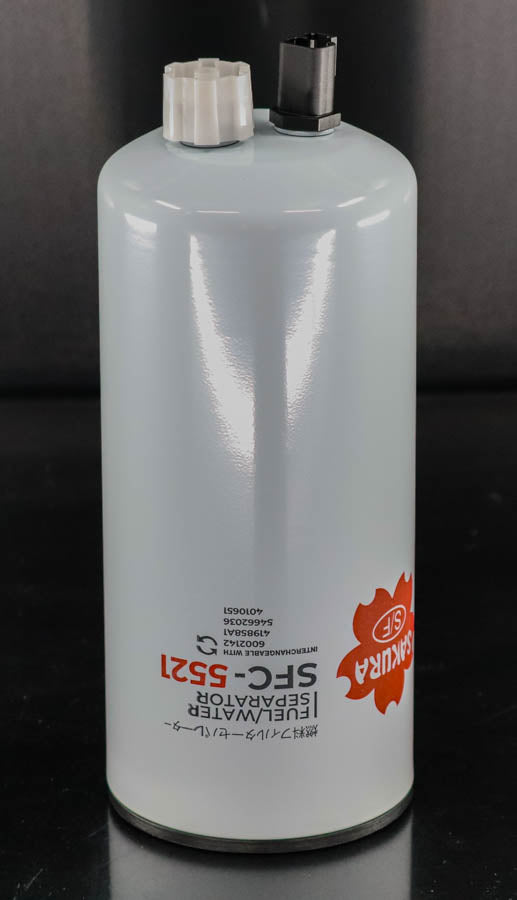 燃料フィルターセパレーター
FUEL/WATER
SEPARATOR
SFC-5521
INTERCHANGEABLE WITH
6002142
419858A1
54662036
4010651
SAKURA
S/F